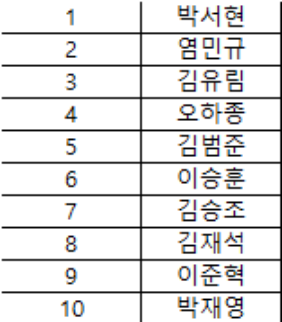 1 박서현
2 염민규
3 김유림
4 오하종
5 김범준
6 이승훈
7 김승조
8 김재석
9 이준혁
10 박재영